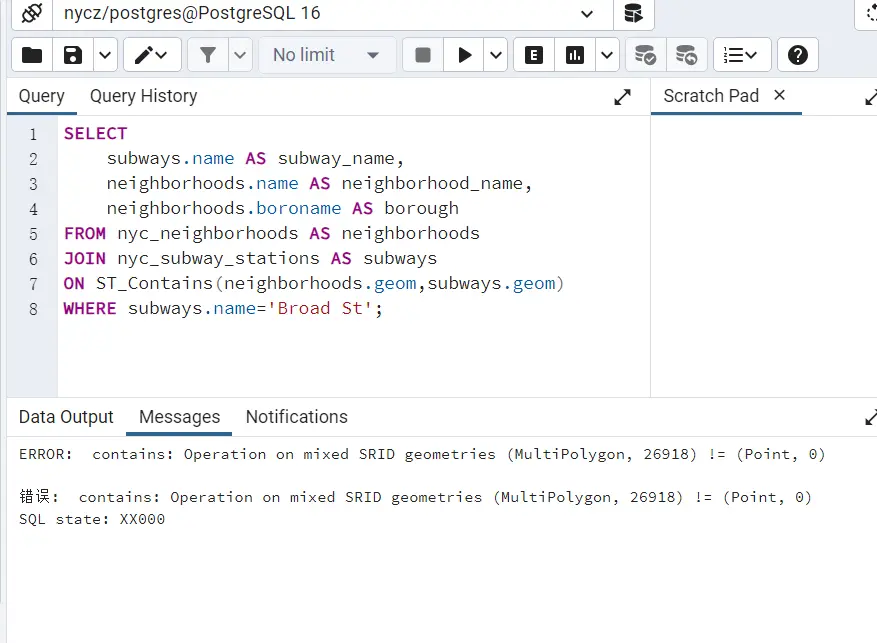 nycz/postgres@PostgreSQL 16
No limit
E
Query Query History
Scratch Pad
1 SELECT
2 subways.name AS subway_name,
3 neighborhoods.name AS neighborhood_name,
4 neighborhoods.boroname AS borough
5 FROM nyc_neighborhoods AS neighborhoods
6 JOIN nyc_subway_stations AS subways
7 ON ST_Contains(neighborhoods.geom,subways.geom)
8 WHERE subways.name='Broad St';
Data Output Messages Notifications
ERROR:  contains: Operation on mixed SRID geometries (MultiPolygon, 26918) != (Point, 0)
错误:  contains: Operation on mixed SRID geometries (MultiPolygon, 26918) != (Point, 0)
SQL state: XX000